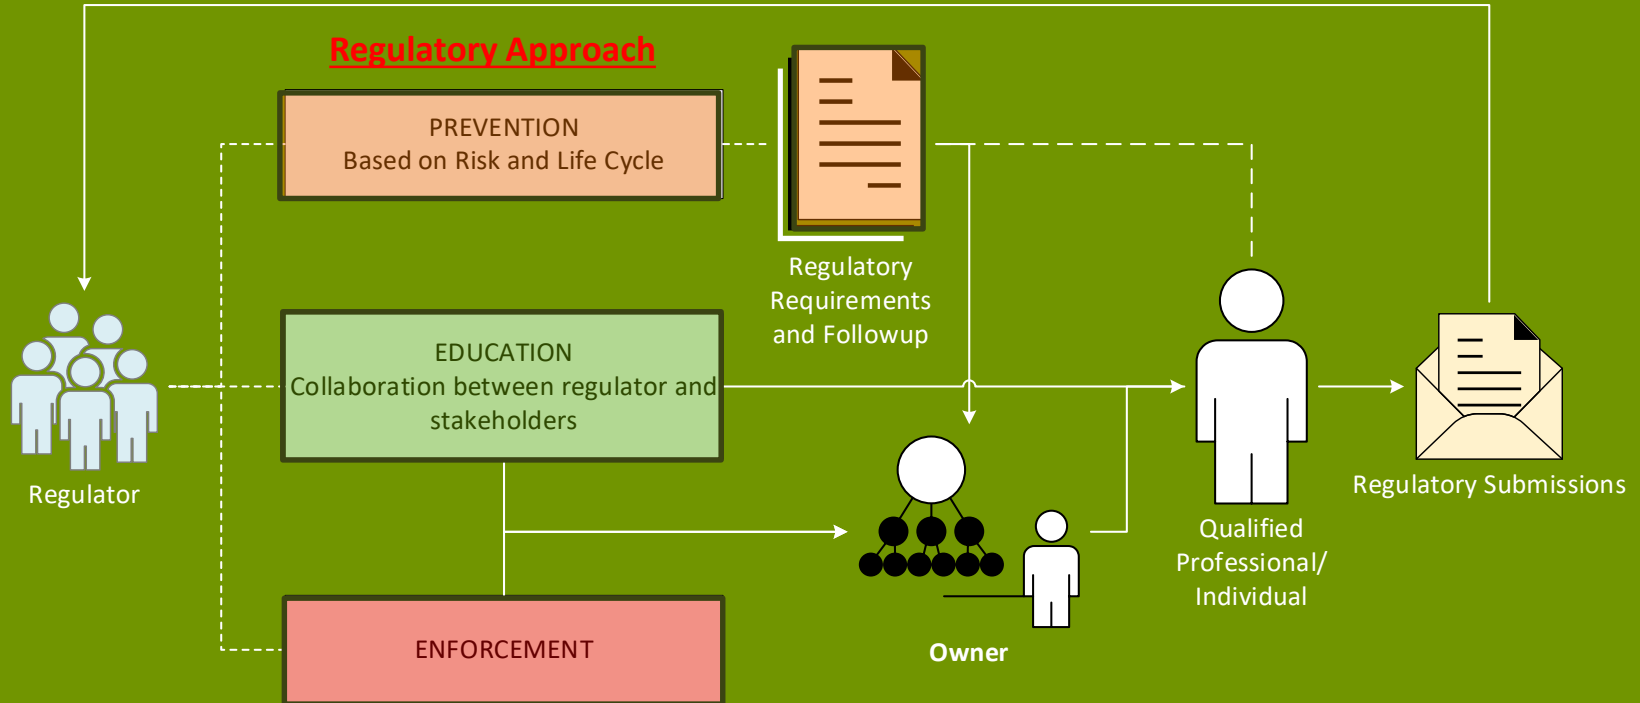 Regulatory Approach
PREVENTION
Based on Risk and Life Cycle
Regulatory
Requirements
and Followup
EDUCATION
Collaboration between regulator and
stakeholders
Regulator
Regulatory Submissions
Qualified
Professional/
Individual
ENFORCEMENT
Owner